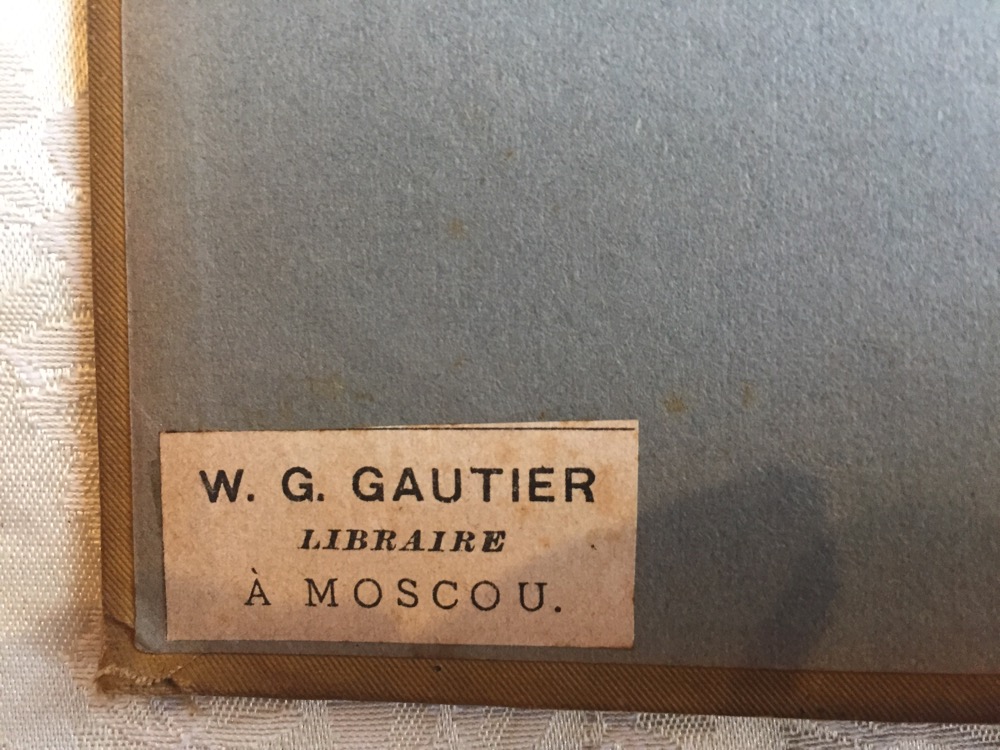 W. G. GAUTIER
LIBRAIRE
À MOSCOU.